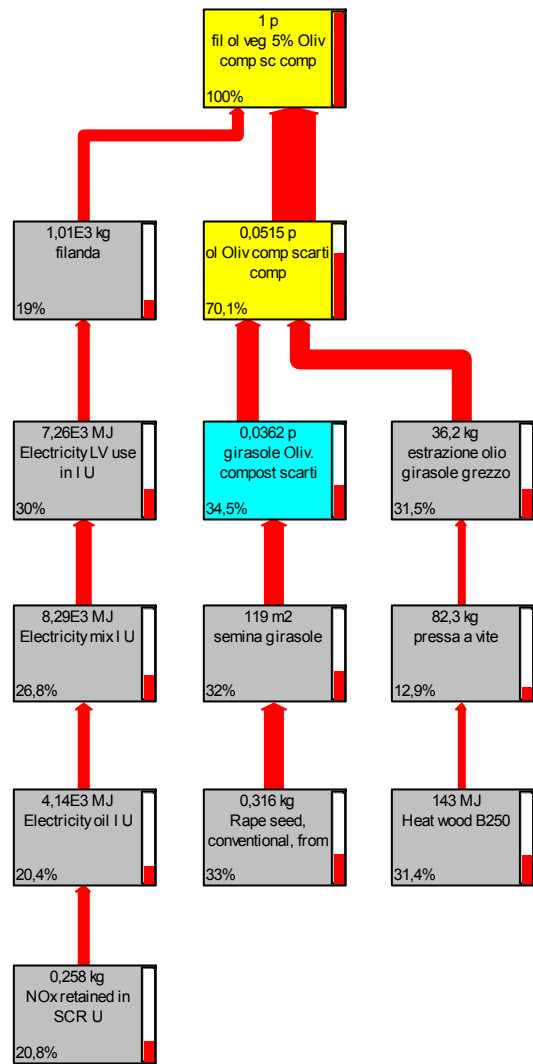 1 p
fil ol veg 5% Oliv
comp sc comp
100%
1,01E3 kg
filanda
19%
0,0515 p
ol Oliv comp scarti
comp
70,1%
7,26E3 MJ
Electricity LV use
in I U
30%
0,0362 p
girasole Oliv.
compost scarti
34,5%
36,2 kg
estrazione olio
girasole grezzo
31,5%
8,29E3 MJ
Electricity mix I U
26,8%
119 m2
semina girasole
32%
82,3 kg
pressa a vite
12,9%
4,14E3 MJ
Electricity oil I U
20,4%
0,316 kg
Rape seed,
conventional, from
33%
143 MJ
Heat wood B250
31,4%
0,258 kg
NOx retained in
SCR U
20,8%